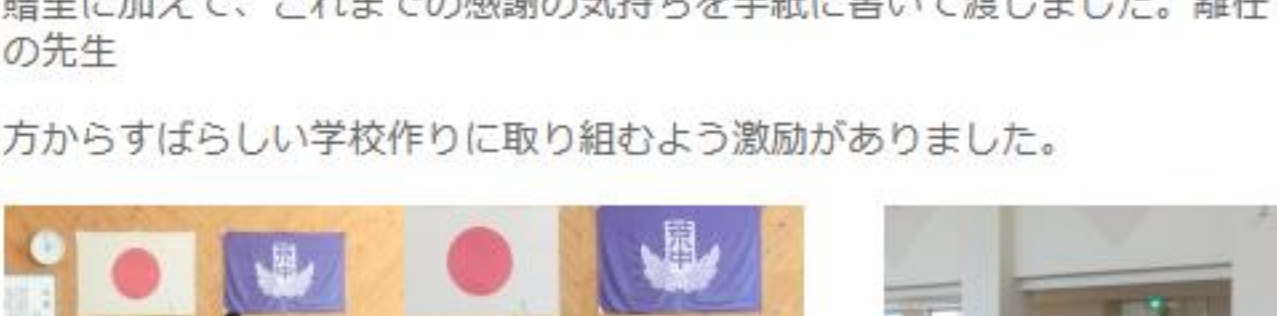 贈呈に加えて、これまでの感謝の気持ちを手紙に書いて渡しました。離任
の先生
方からすばらしい学校作りに取り組むよう激励がありました。